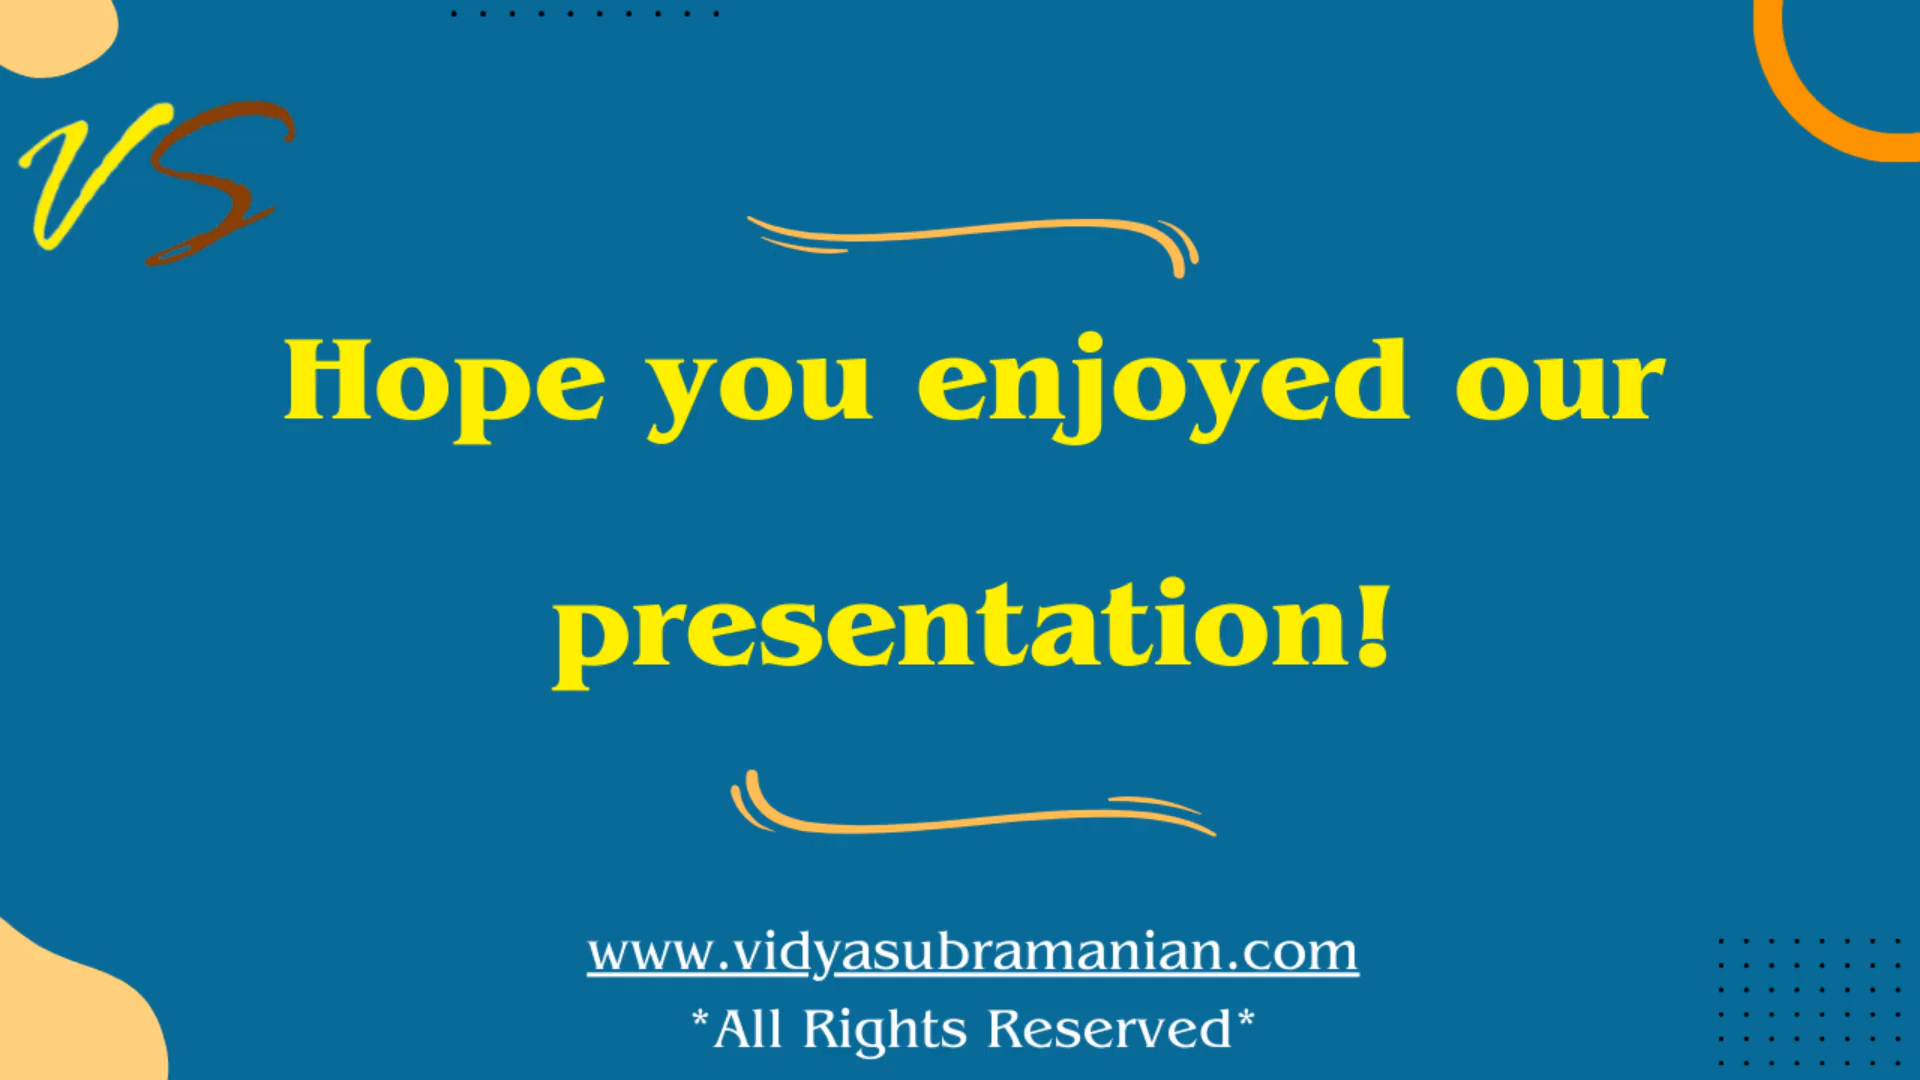 VS
Hope you enjoyed our
presentation!
www.vidyasubramanian.com
*All Rights Reserved*